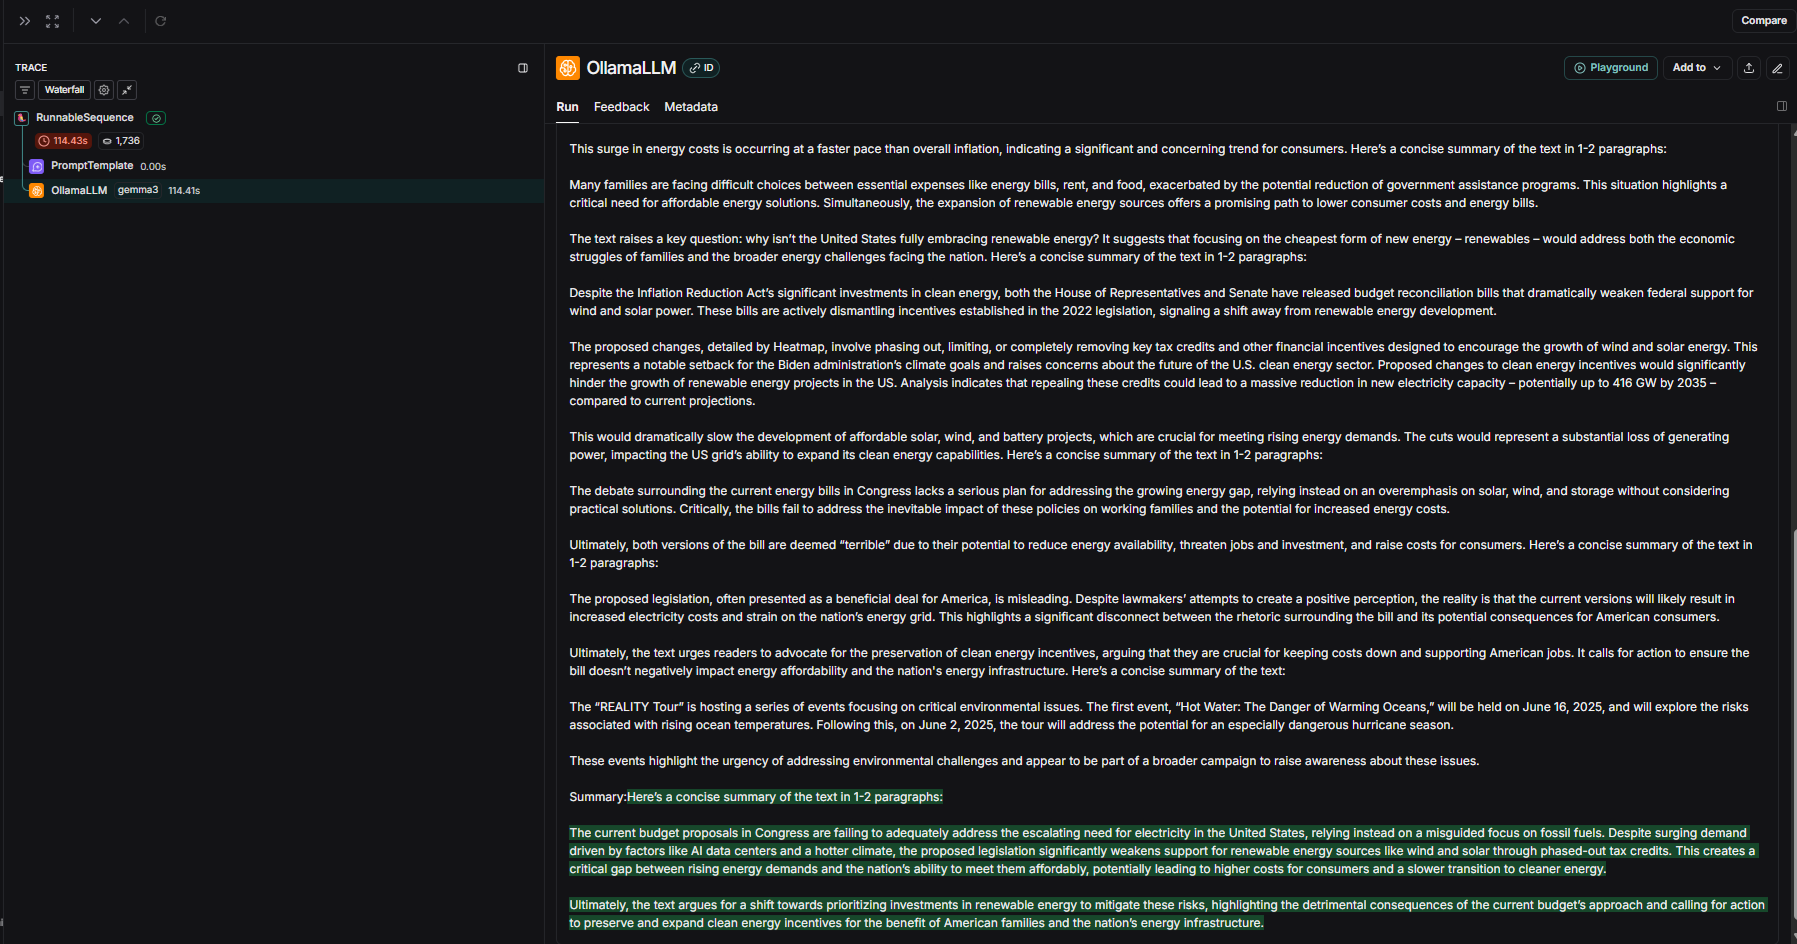 Compare
TRACE
Waterfall
RunnableSequence
114.43s 1,736
PromptTemplate 0.00s
OllamaLLM gemma3 114.41s
OllamaLLM ID
Playground Add to
Run Feedback Metadata
This surge in energy costs is occurring at a faster pace than overall inflation, indicating a significant and concerning trend for consumers. Here’s a concise summary of the text in 1-2 paragraphs:
Many families are facing difficult choices between essential expenses like energy bills, rent, and food, exacerbated by the potential reduction of government assistance programs. This situation highlights a
critical need for affordable energy solutions. Simultaneously, the expansion of renewable energy sources offers a promising path to lower consumer costs and energy bills.
The text raises a key question: why isn’t the United States fully embracing renewable energy? It suggests that focusing on the cheapest form of new energy – renewables – would address both the economic
struggles of families and the broader energy challenges facing the nation. Here’s a concise summary of the text in 1-2 paragraphs:
Despite the Inflation Reduction Act’s significant investments in clean energy, both the House of Representatives and Senate have released budget reconciliation bills that dramatically weaken federal support for
wind and solar power. These bills are actively dismantling incentives established in the 2022 legislation, signaling a shift away from renewable energy development.
The proposed changes, detailed by Heatmap, involve phasing out, limiting, or completely removing key tax credits and other financial incentives designed to encourage the growth of wind and solar energy. This
represents a notable setback for the Biden administration’s climate goals and raises concerns about the future of the U.S. clean energy sector. Proposed changes to clean energy incentives would significantly
hinder the growth of renewable energy projects in the US. Analysis indicates that repealing these credits could lead to a massive reduction in new electricity capacity – potentially up to 416 GW by 2035 –
compared to current projections.
This would dramatically slow the development of affordable solar, wind, and battery projects, which are crucial for meeting rising energy demands. The cuts would represent a substantial loss of generating
power, impacting the US grid’s ability to expand its clean energy capabilities. Here’s a concise summary of the text in 1-2 paragraphs:
The debate surrounding the current energy bills in Congress lacks a serious plan for addressing the growing energy gap, relying instead on an overemphasis on solar, wind, and storage without considering
practical solutions. Critically, the bills fail to address the inevitable impact of these policies on working families and the potential for increased energy costs.
Ultimately, both versions of the bill are deemed “terrible” due to their potential to reduce energy availability, threaten jobs and investment, and raise costs for consumers. Here’s a concise summary of the text in
1-2 paragraphs:
The proposed legislation, often presented as a beneficial deal for America, is misleading. Despite lawmakers’ attempts to create a positive perception, the reality is that the current versions will likely result in
increased electricity costs and strain on the nation’s energy grid. This highlights a significant disconnect between the rhetoric surrounding the bill and its potential consequences for American consumers.
Ultimately, the text urges readers to advocate for the preservation of clean energy incentives, arguing that they are crucial for keeping costs down and supporting American jobs. It calls for action to ensure the
bill doesn’t negatively impact energy affordability and the nation's energy infrastructure. Here’s a concise summary of the text:
The “REALITY Tour” is hosting a series of events focusing on critical environmental issues. The first event, “Hot Water: The Danger of Warming Oceans,” will be held on June 16, 2025, and will explore the risks
associated with rising ocean temperatures. Following this, on June 2, 2025, the tour will address the potential for an especially dangerous hurricane season.
These events highlight the urgency of addressing environmental challenges and appear to be part of a broader campaign to raise awareness about these issues.
Summary:Here’s a concise summary of the text in 1-2 paragraphs:
The current budget proposals in Congress are failing to adequately address the escalating need for electricity in the United States, relying instead on a misguided focus on fossil fuels. Despite surging demand
driven by factors like AI data centers and a hotter climate, the proposed legislation significantly weakens support for renewable energy sources like wind and solar through phased-out tax credits. This creates a
critical gap between rising energy demands and the nation’s ability to meet them affordably, potentially leading to higher costs for consumers and a slower transition to cleaner energy.
Ultimately, the text argues for a shift towards prioritizing investments in renewable energy to mitigate these risks, highlighting the detrimental consequences of the current budget’s approach and calling for action
to preserve and expand clean energy incentives for the benefit of American families and the nation’s energy infrastructure.